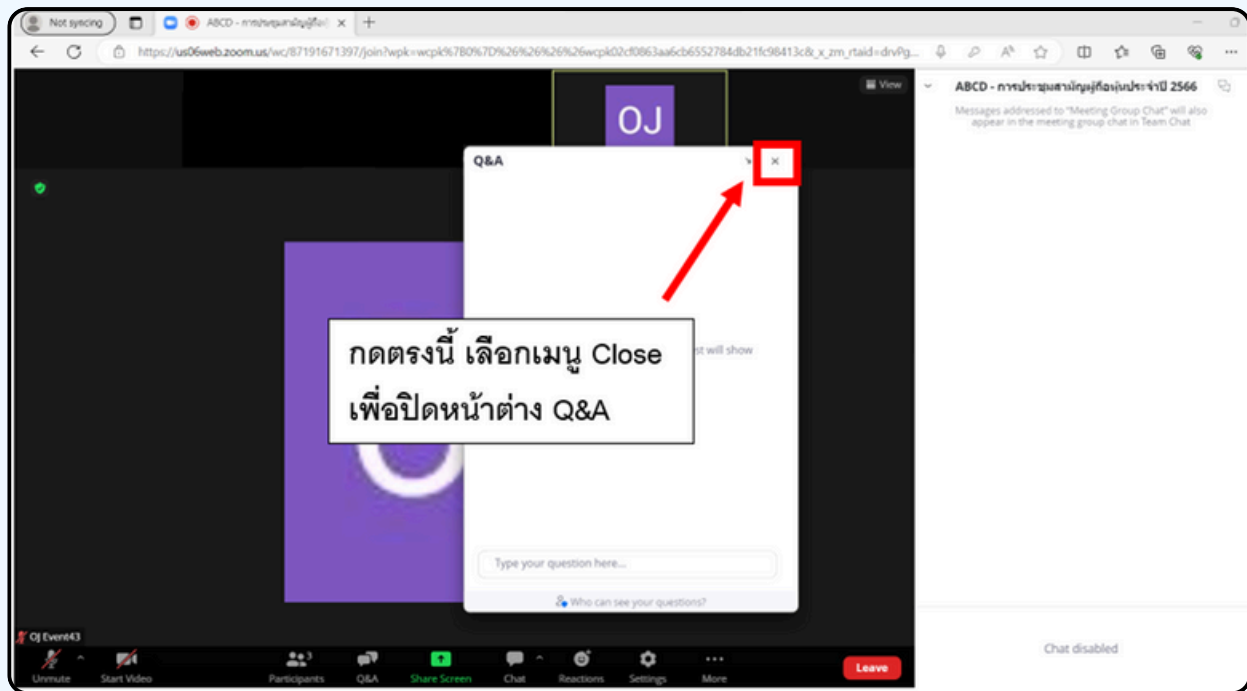 Not syncing
ABCD - การประชุมสามัญผู้ถือหุ้
https://us06web.zoom.us/wc/87191671397/join?wpk=wcpk%780%7D%26%26%26%26wcpk02cf0863aa6cb6552784db21fc98413c&_x_zm_rtaid=drvPg...
View
ABCD - การประชุมสามัญผู้ถือหุ้นประจำปี 2566
Messages addressed to "Meeting Group Chat" will also
appear in the meeting group chat in Team Chat
OJ
Q&A
กดตรงนี้ เลือกเมนู Close
เพื่อปิดหน้าต่าง Q&A
st will show
Type your question here...
Who can see your questions?
Chat disabled
OJ Event43
3
Unmute Start Video Participants Q&A Share Screen Chat Reactions Settings More Leave